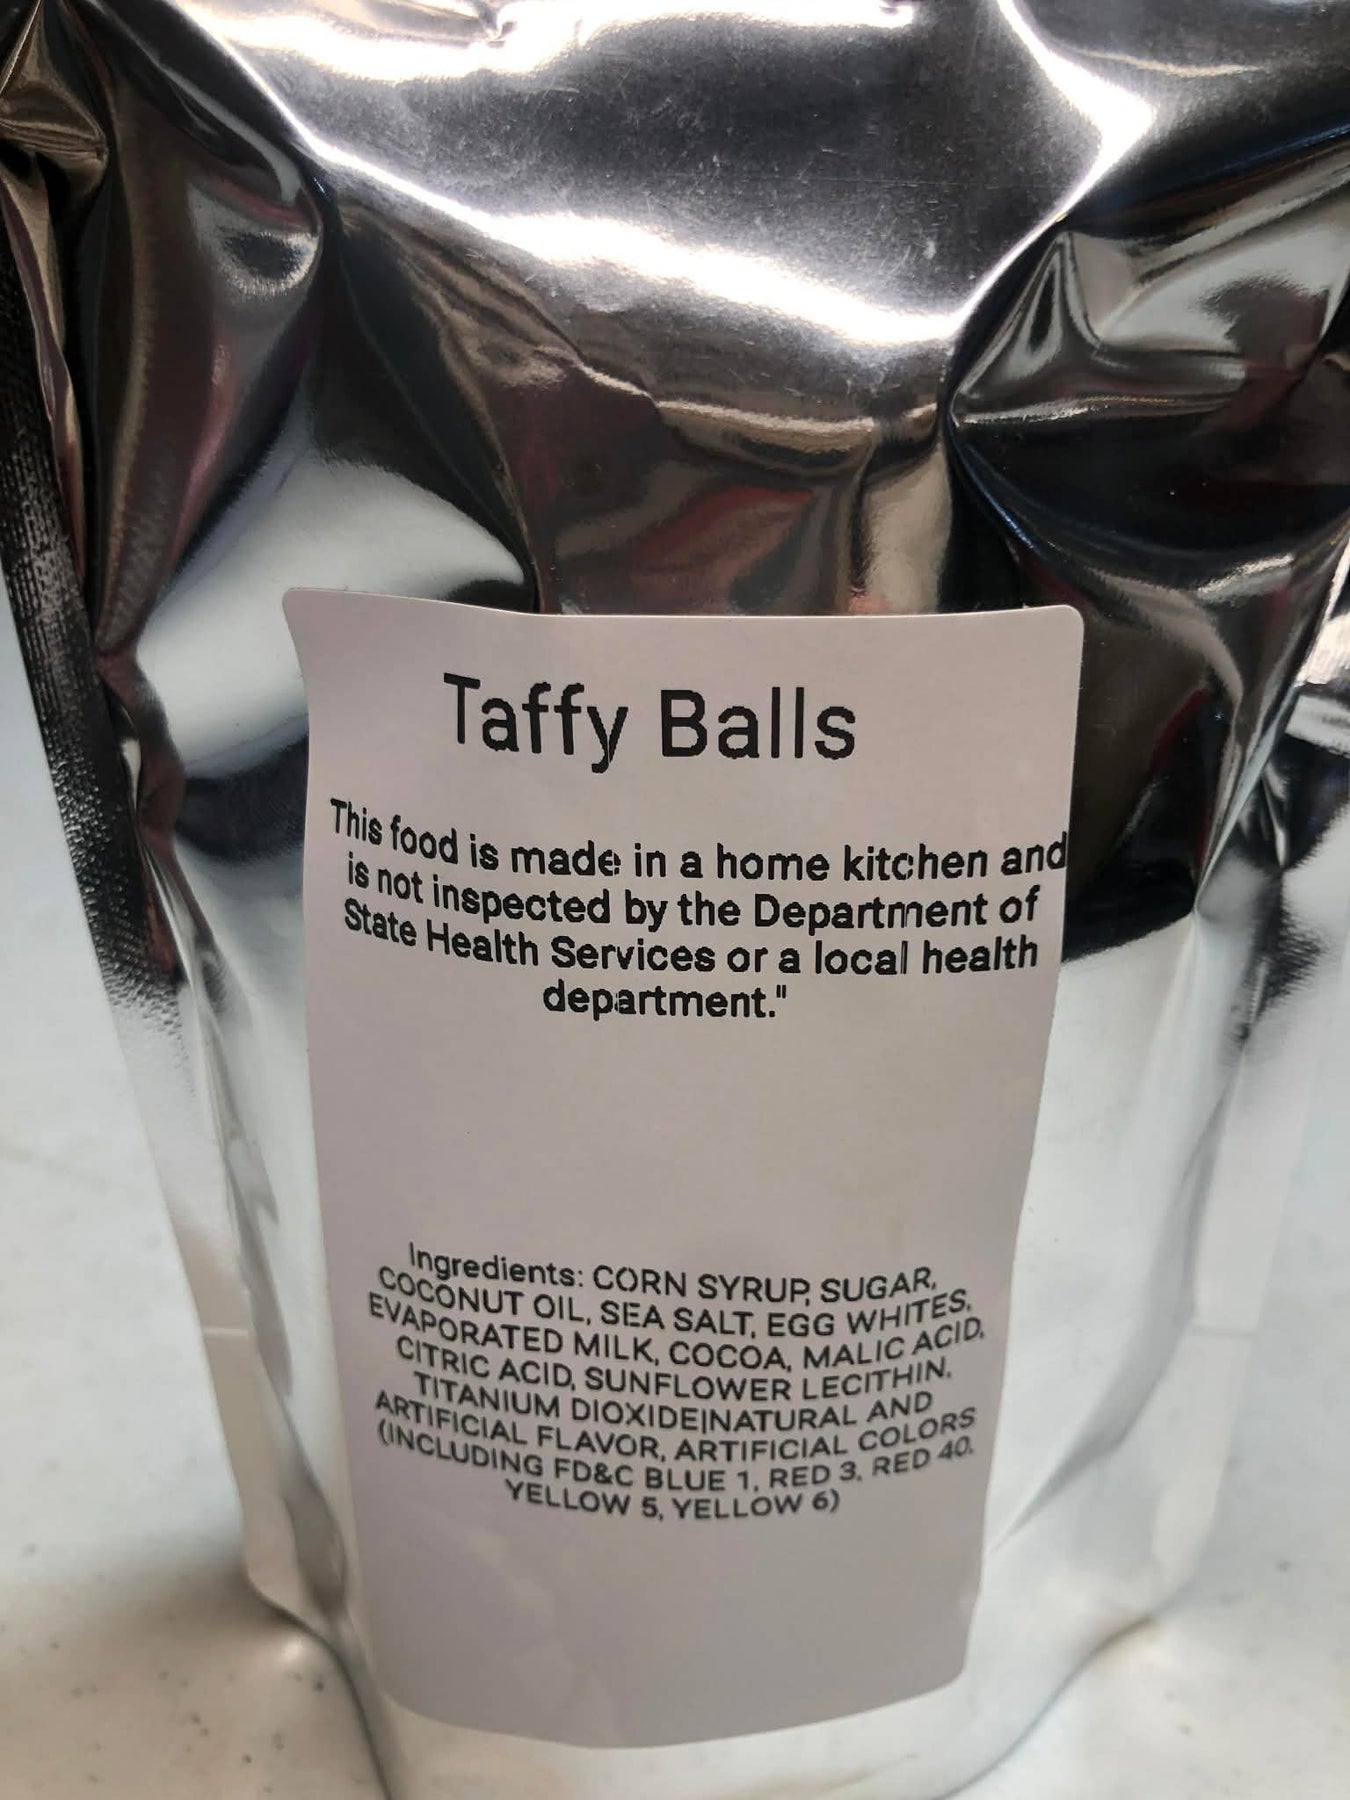 Taffy Balls
This food is made in a home kitchen and
is not inspected by the Department of
State Health Services or a local health
department."
Ingredients: CORN SYRUP, SUGAR,
COCONUT OIL, SEA SALT, EGG WHITES,
EVAPORATED MILK, COCOA, MALIC ACID,
CITRIC ACID, SUNFLOWER LECITHIN,
TITANIUM DIOXIDE|NATURAL AND
ARTIFICIAL FLAVOR, ARTIFICIAL COLORS
(INCLUDING FD&C BLUE 1, RED 3, RED 40,
YELLOW 5, YELLOW 6)